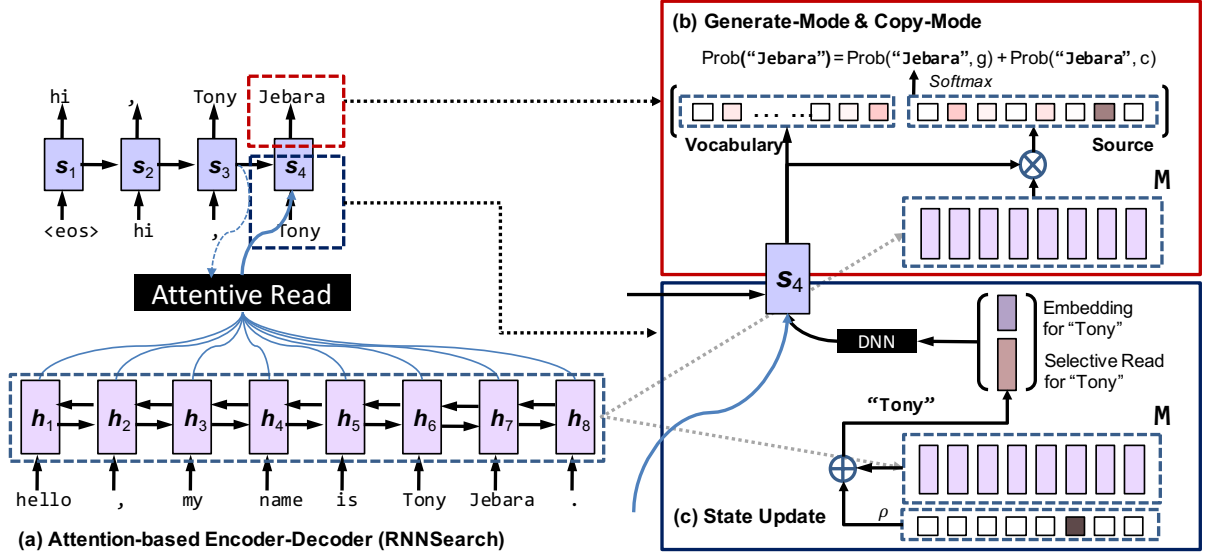 hi , Tony Jebara
s1 s2 s3 s4
<eos> hi , Tony
Attentive Read
h1 h2 h3 h4 h5 h6 h7 h8
hello , my name is Tony Jebara .
(a) Attention-based Encoder-Decoder (RNNSearch)
(b) Generate-Mode & Copy-Mode
Prob(“Jebara”) = Prob(“Jebara”, g) + Prob(“Jebara”, c)
Softmax
... ...
Vocabulary
Source
M
s4
Embedding
for “Tony”
DNN
Selective Read
for “Tony”
“Tony”
M
ρ
(c) State Update